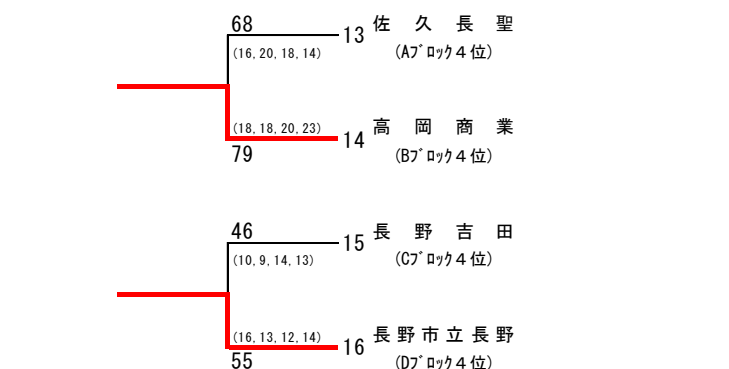 68
13 佐久長聖
(16,20,18,14)
(Aﾌﾞﾛｯｸ４位)
(18,18,20,23)
14 高岡商業
79
(Bﾌﾞﾛｯｸ４位)
46
15 長野吉田
(10,9,14,13)
(Cﾌﾞﾛｯｸ４位)
(16,13,12,14)
16 長野市立長野
55
(Dﾌﾞﾛｯｸ４位)